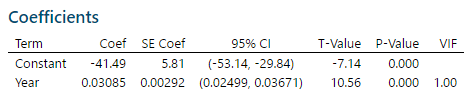 Coefficients
Term Coef SE Coef 95% CI T-Value P-Value VIF
Constant -41.49 5.81 (-53.14, -29.84) -7.14 0.000
Year 0.03085 0.00292 (0.02499, 0.03671) 10.56 0.000 1.00